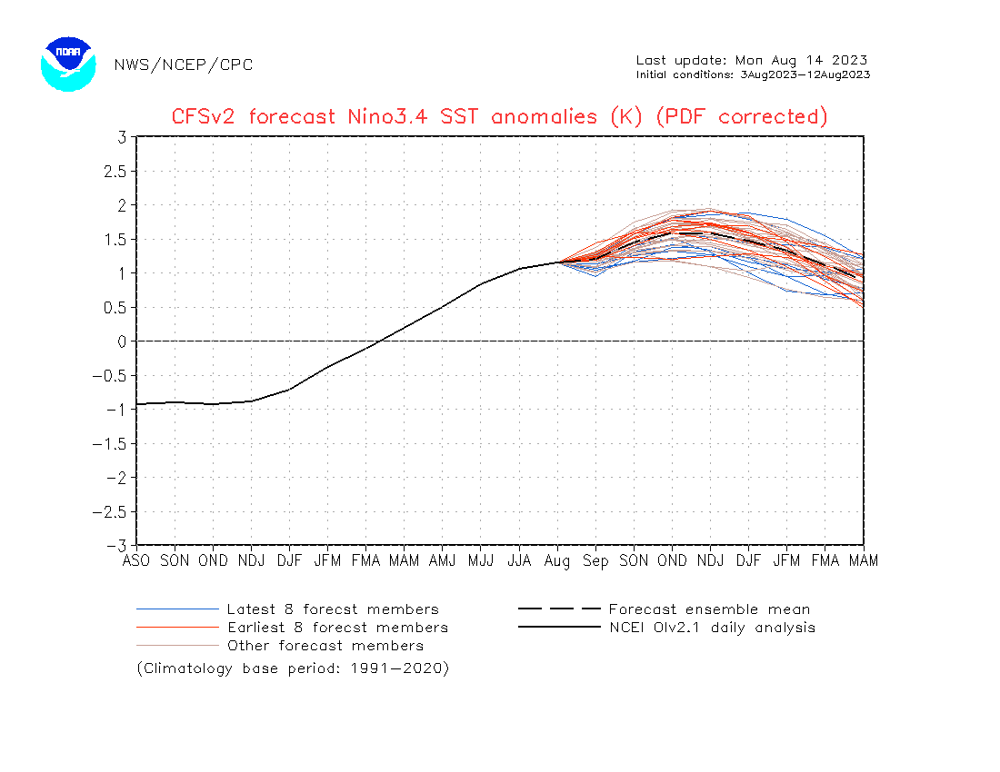 NOAA
NWS/NCEP/CPC
Last update: Mon Aug 14 2023
Initial conditions: 3Aug2023–12Aug2023
CFSv2 forecast Nino3.4 SST anomalies (K) (PDF corrected)
3
2.5
2
1.5
1
0.5
0
−0.5
−1
−1.5
−2
−2.5
−3
ASO SON OND NDJ DJF JFM FMA MAM AMJ MJJ JJA Aug Sep SON OND NDJ DJF JFM FMA MAM
Latest 8 forecst members
Earliest 8 forecst members
Other forecast members
(Climatology base period: 1991–2020)
Forecast ensemble mean
NCEI OIv2.1 daily analysis